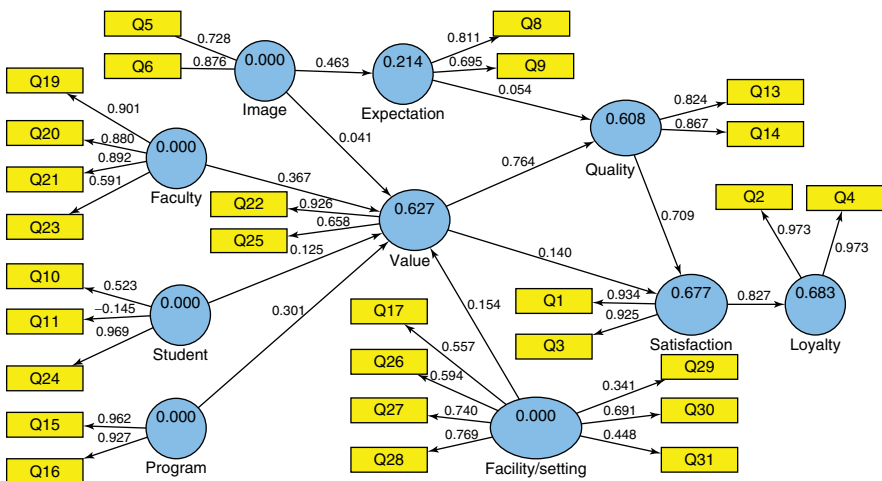 Q5
0.728
Q6
0.876
0.000
Image
0.463
0.214
Expectation
0.811
Q8
0.695
Q9
0.054
0.041
Q19
0.901
Q20
0.880
Q21
0.892
Q23
0.591
0.000
Faculty
0.367
Q22
0.926
Q25
0.658
0.627
Value
0.764
0.608
Quality
0.824
Q13
0.867
Q14
0.709
0.125
0.140
Q10
0.523
Q11
−0.145
Q24
0.969
0.000
Student
0.301
0.154
Q1
0.934
Q3
0.925
0.677
Satisfaction
0.827
0.683
Loyalty
Q2
0.973
Q4
0.973
Q15
0.962
Q16
0.927
0.000
Program
Q17
0.557
Q26
0.594
Q27
0.740
Q28
0.769
0.000
Facility/setting
0.341
Q29
0.691
Q30
0.448
Q31